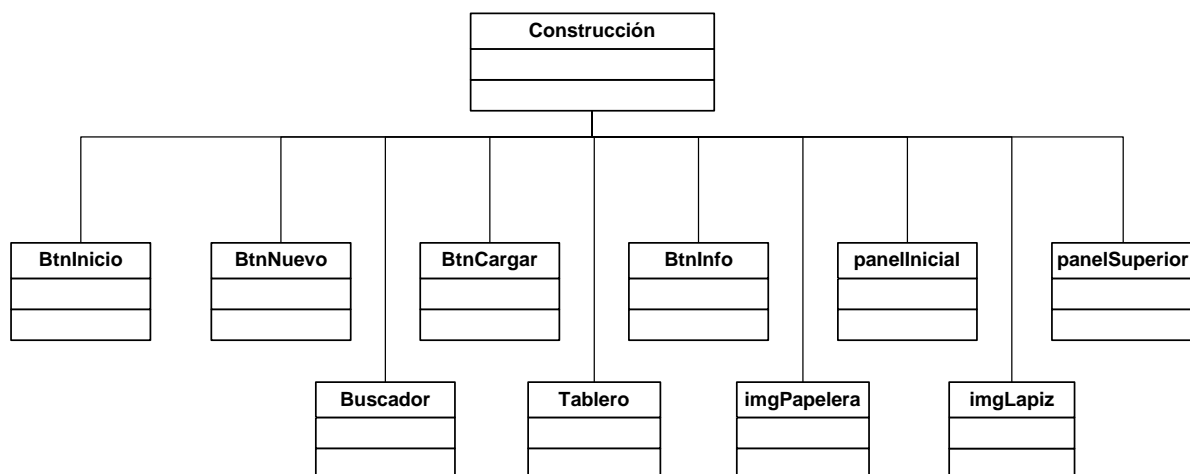 Construcción
BtnInicio
BtnNuevo
BtnCargar
BtnInfo
panelInicial
panelSuperior
Buscador
Tablero
imgPapelera
imgLapiz